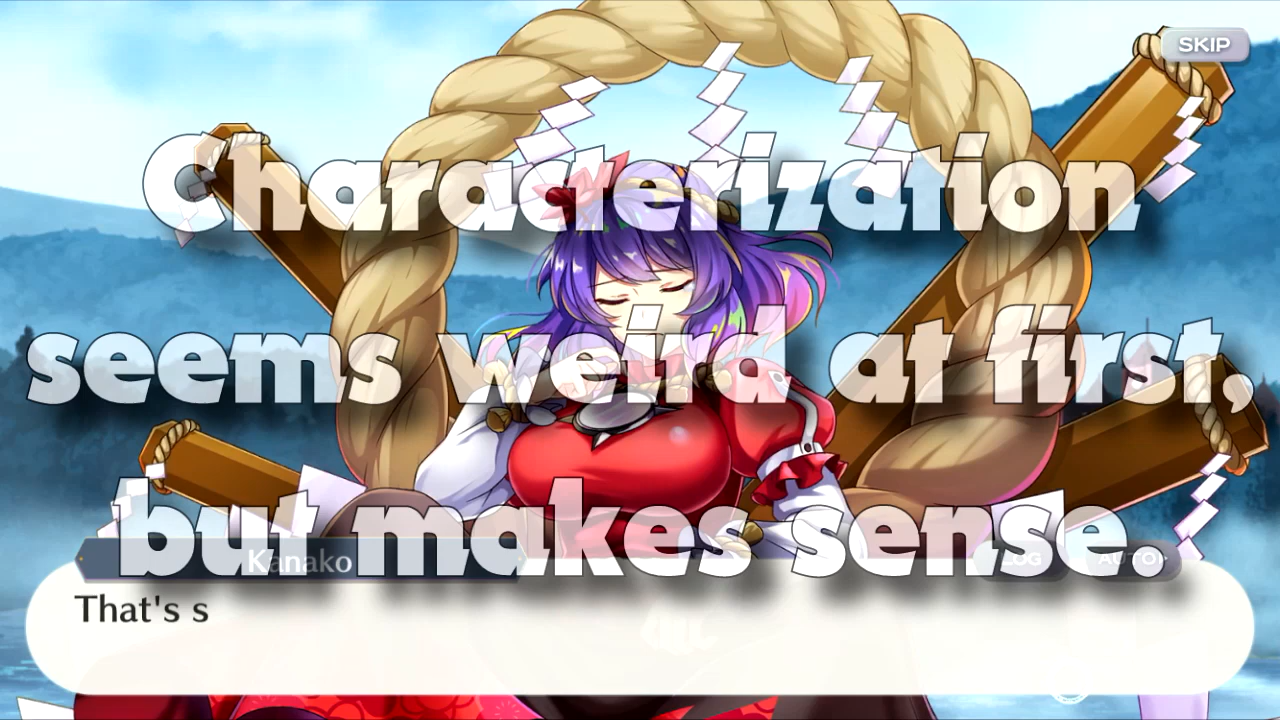 SKIP
Characterization
seems weird at first,
but makes sense.
Kanako
LOG
AUTO
That's s